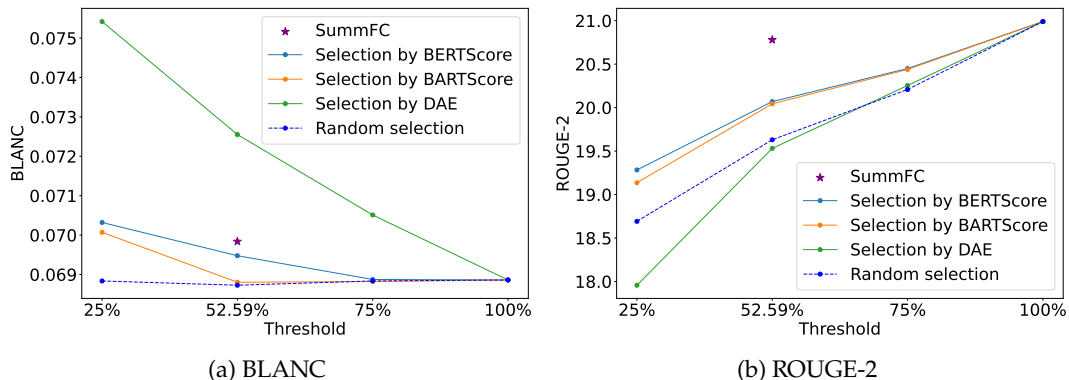 0.075
0.074
0.073
0.072
0.071
0.070
0.069
BLANC
25%
52.59%
75%
100%
Threshold
SummFC
Selection by BERTScore
Selection by BARTScore
Selection by DAE
Random selection
(a) BLANC
21.0
20.5
20.0
19.5
19.0
18.5
18.0
ROUGE-2
25%
52.59%
75%
100%
Threshold
SummFC
Selection by BERTScore
Selection by BARTScore
Selection by DAE
Random selection
(b) ROUGE-2